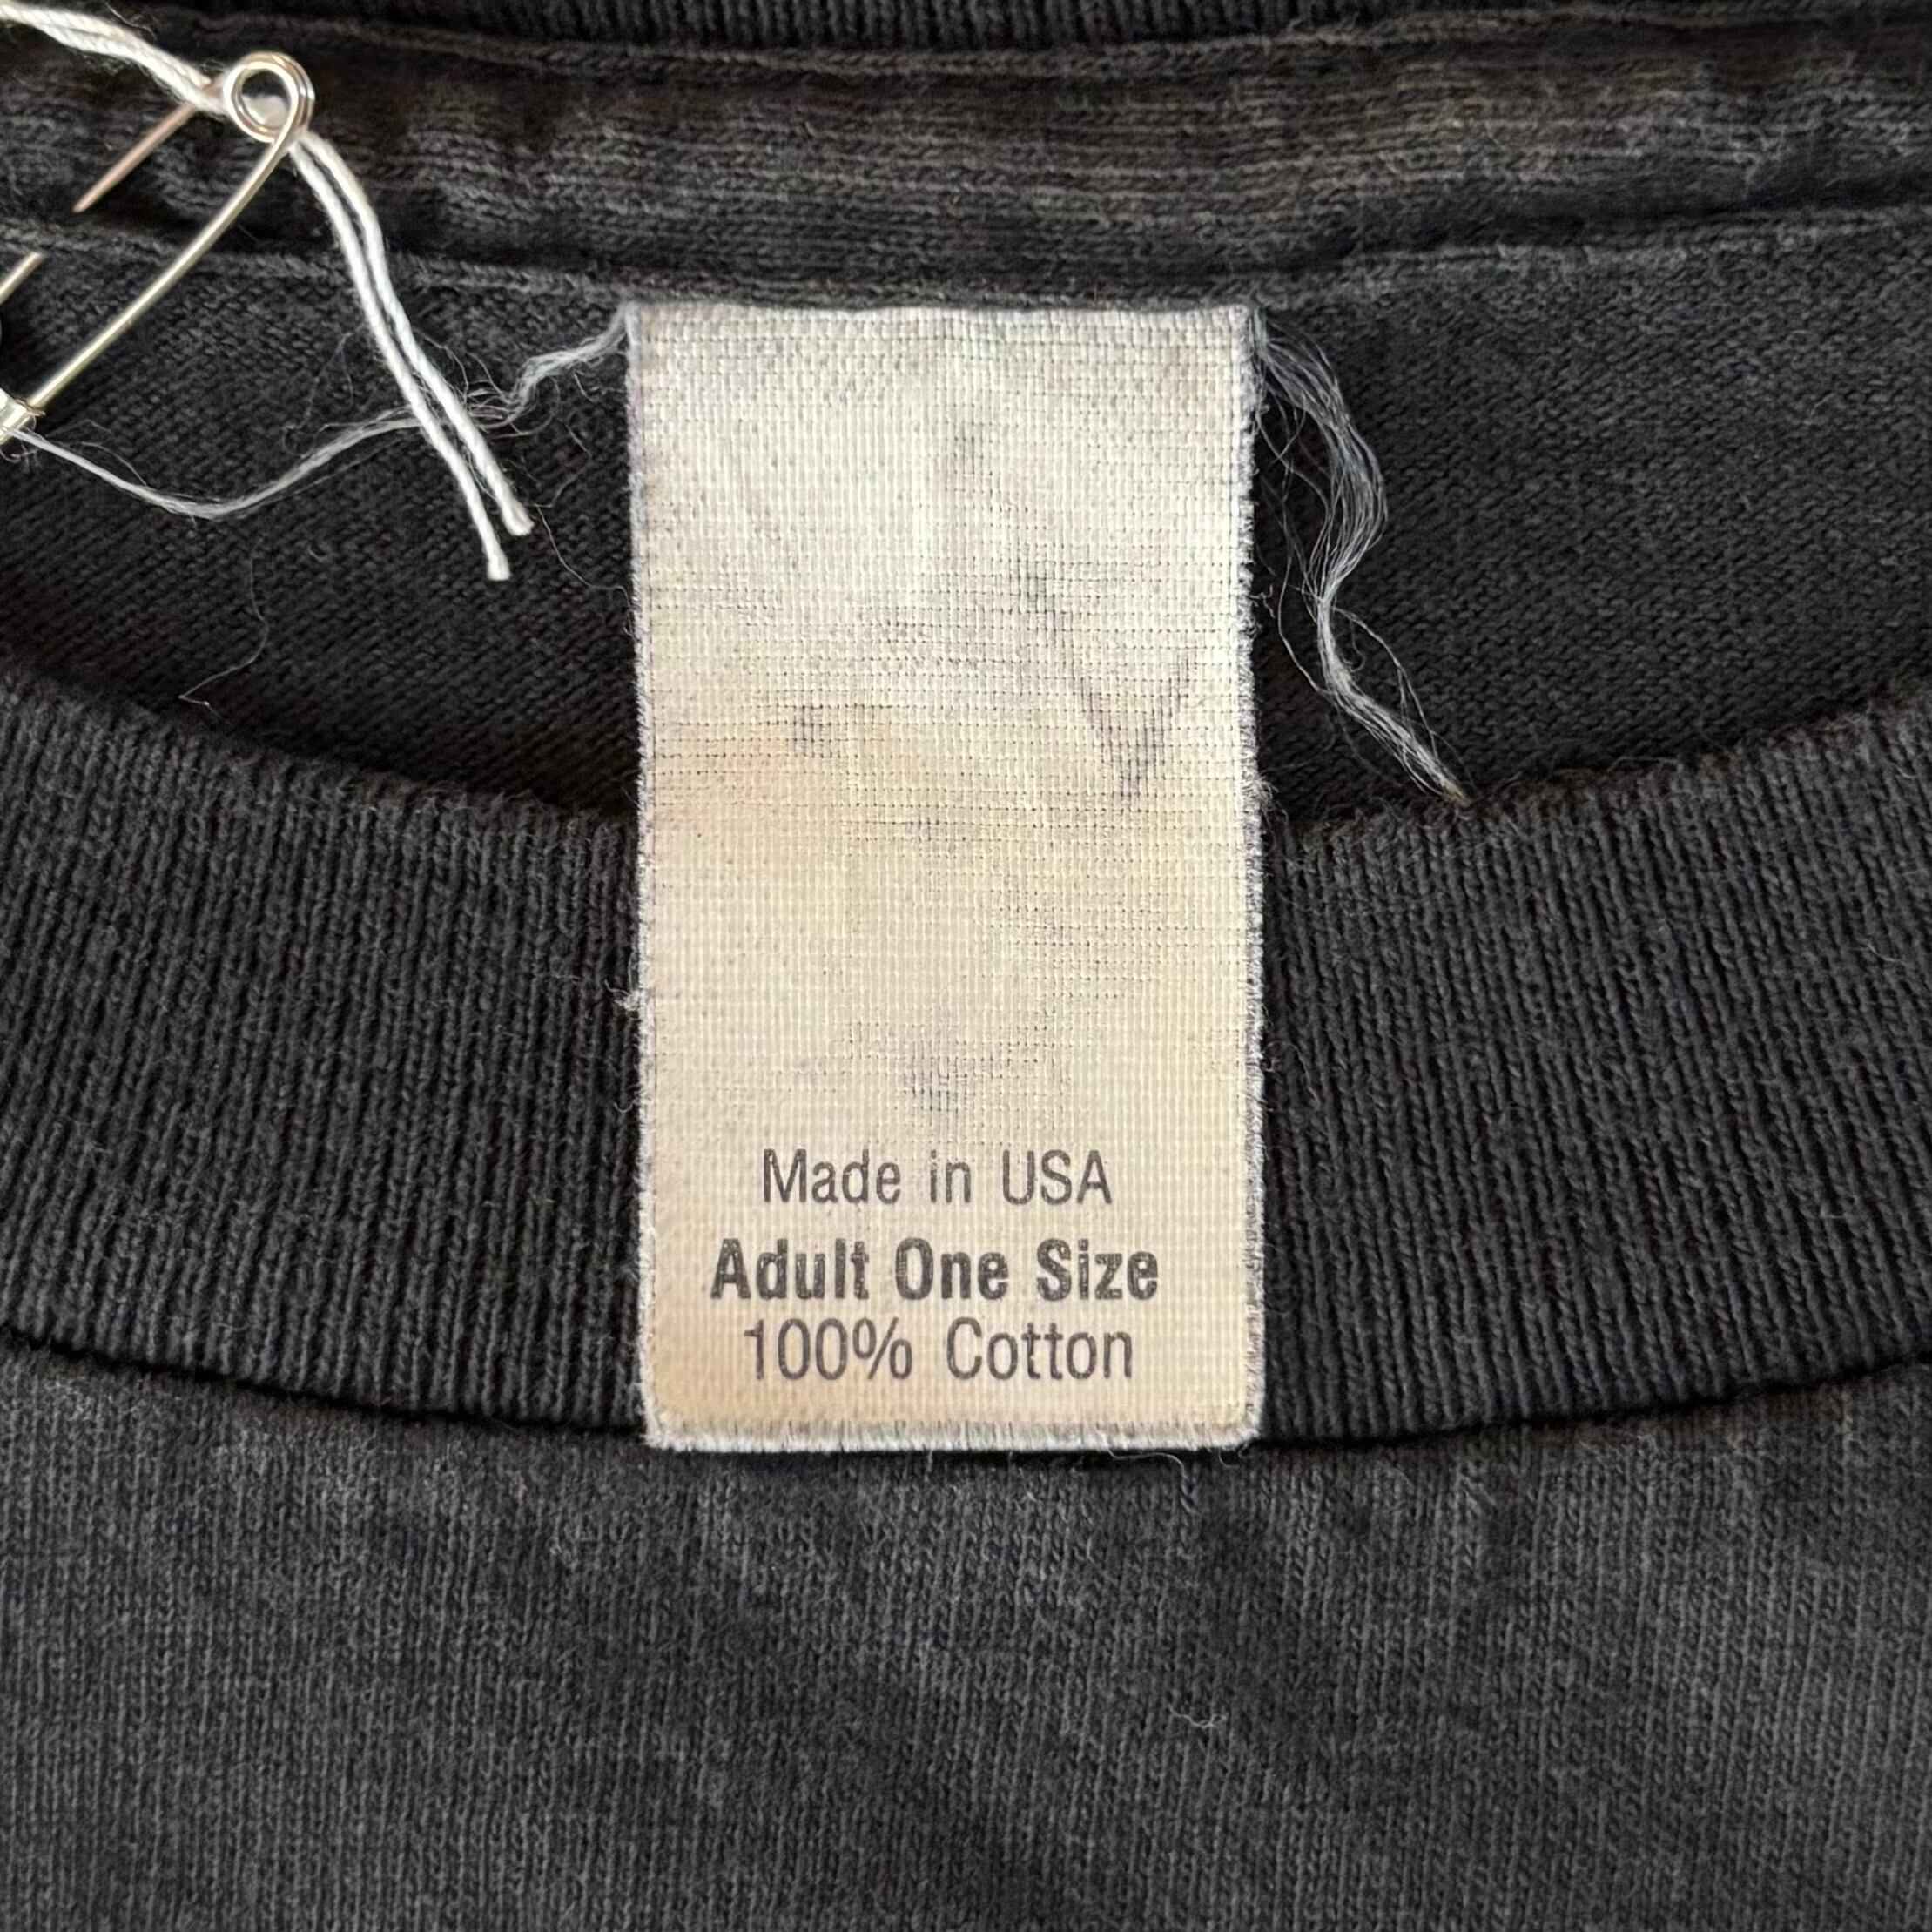 Made in USA
Adult One Size
100% Cotton